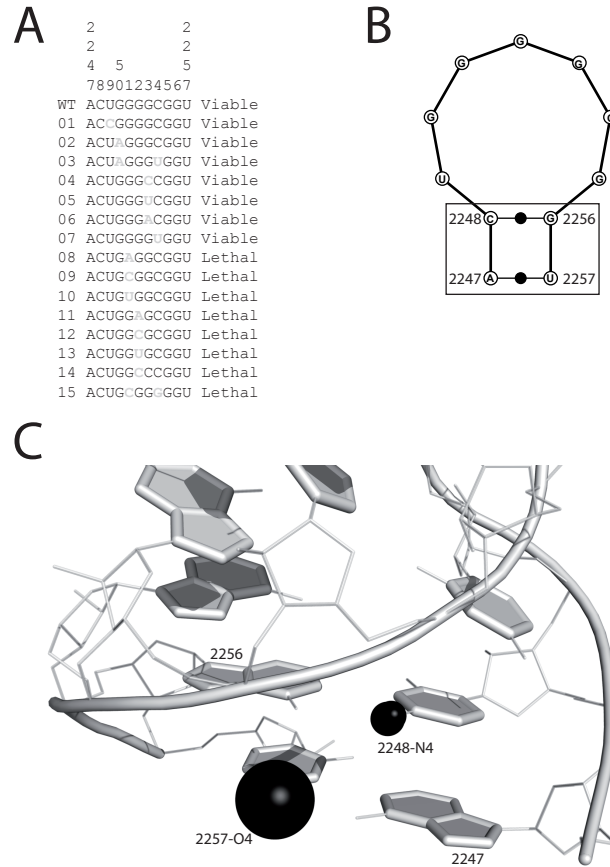 A
2 2
2 2
4 5 5
78901234567
WT ACUGGGGCGGU Viable
01 ACCGGGGCGGU Viable
02 ACUAGGGCGGU Viable
03 ACUAGGGUGGU Viable
04 ACUGGGCCGGU Viable
05 ACUGGGUCGGU Viable
06 ACUGGGACGGU Viable
07 ACUGGGGUGGU Viable
08 ACUGAGGCGGU Lethal
09 ACUGCGGCGGU Lethal
10 ACUGUGGCGGU Lethal
11 ACUGGAGCGGU Lethal
12 ACUGGCGCGGU Lethal
13 ACUGGUGCGGU Lethal
14 ACUGGCCCGGU Lethal
15 ACUGCGGGGGU Lethal
B
G
G G
G G
U G
2248 C G 2256
2247 A U 2257
C
2256
2248-N4
2257-O4
2247